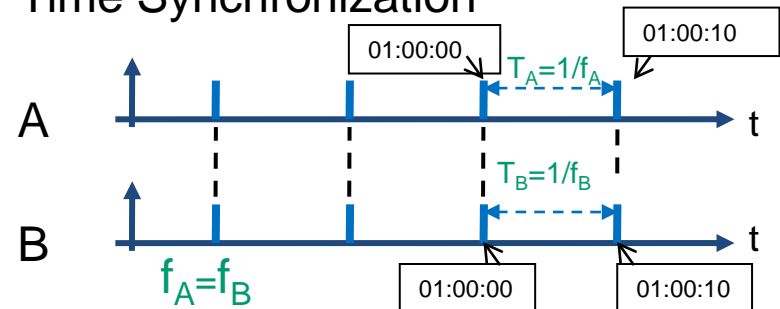 Time Synchronization
01:00:00
01:00:10
T_A=1/f_A
A
t
T_B=1/f_B
B
t
f_A=f_B
01:00:00
01:00:10